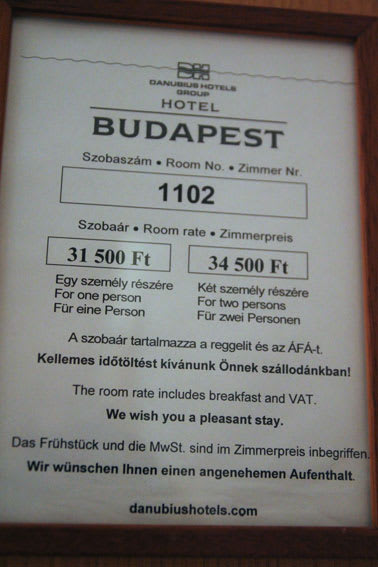 DH
DANUBIUS HOTELS
GROUP
HOTEL
BUDAPEST
Szobaszám • Room No. • Zimmer Nr.
1102
Szobaár • Room rate • Zimmerpreis
31 500 Ft
34 500 Ft
Egy személy részére
For one person
Für eine Person
Két személy részére
For two persons
Für zwei Personen
A szobaár tartalmazza a reggelit és az ÁFÁ-t.
Kellemes időtöltést kívánunk Önnek szállodánkban!
The room rate includes breakfast and VAT.
We wish you a pleasant stay.
Das Frühstück und die MwSt. sind im Zimmerpreis inbegriffen.
Wir wünschen Ihnen einen angenehemen Aufenthalt.
danubiushotels.com